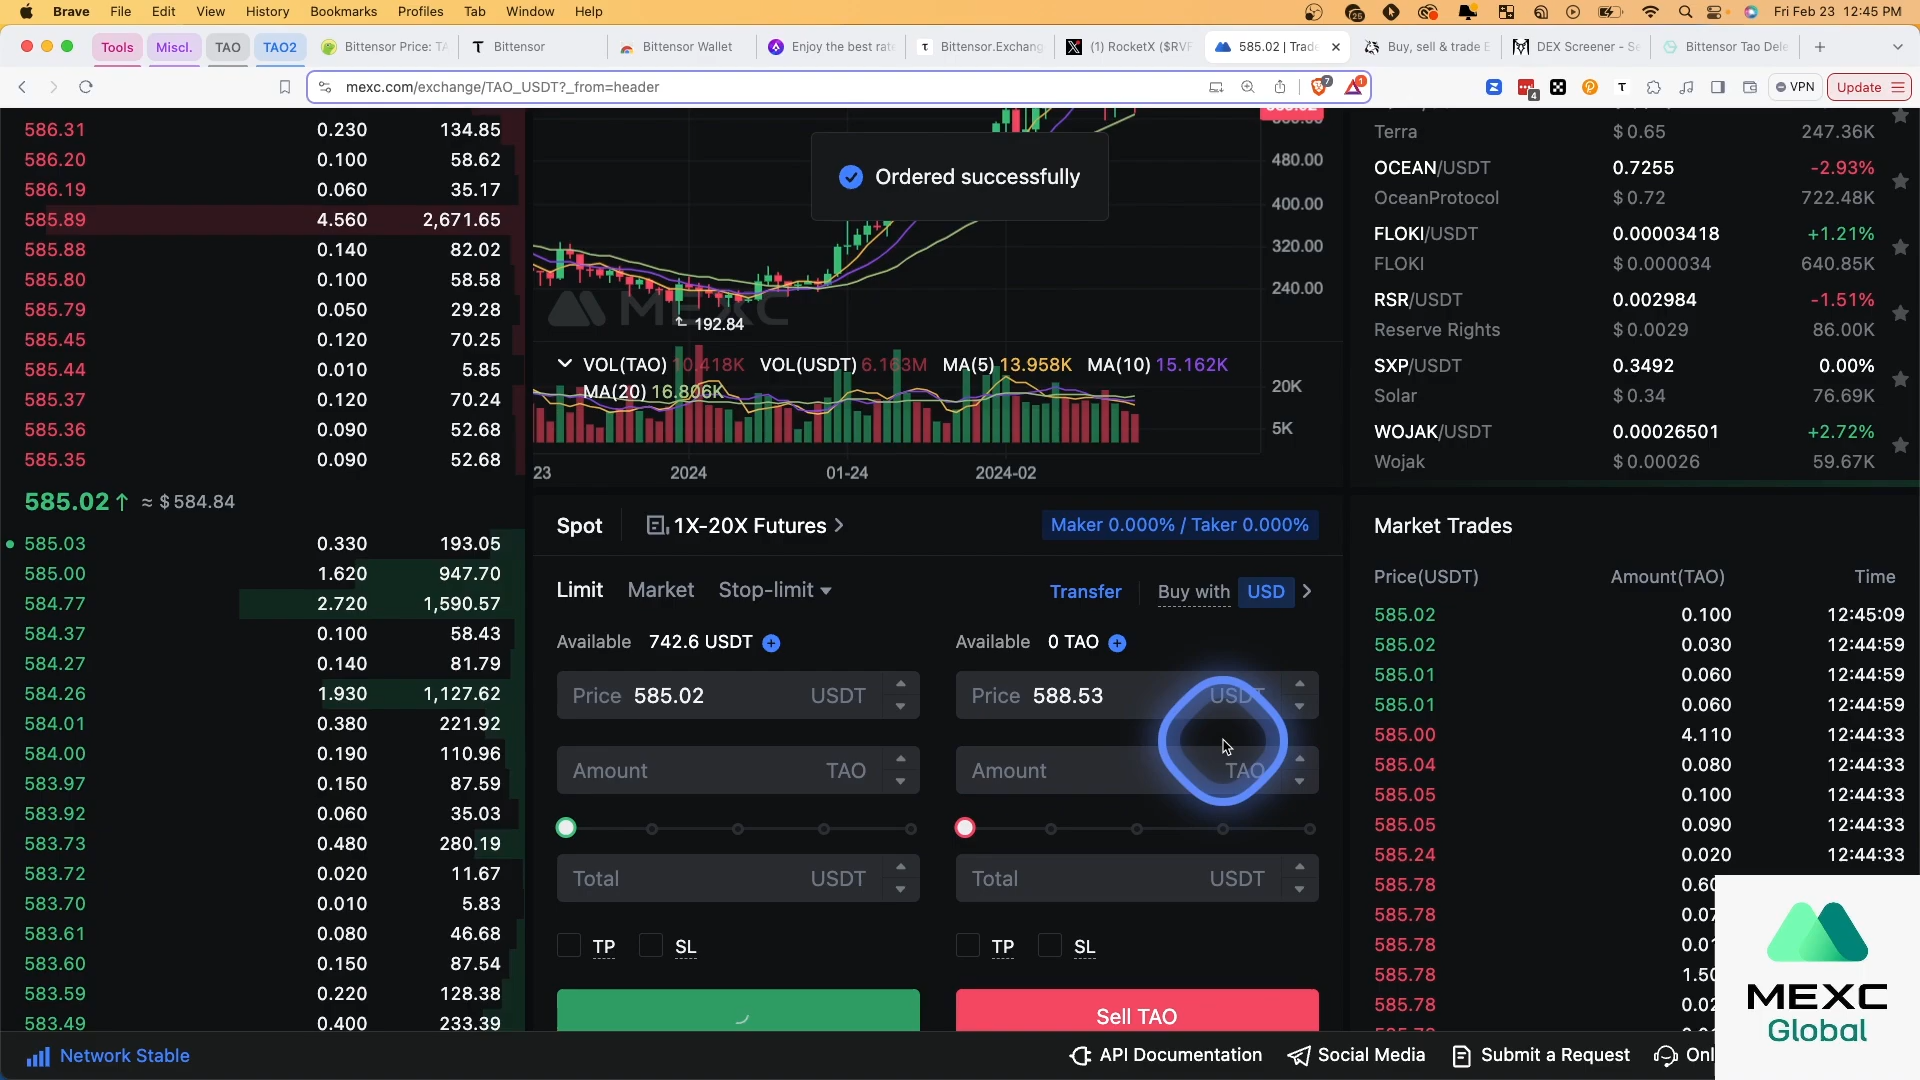 Brave File Edit View History Bookmarks Profiles Tab Window Help
25
Fri Feb 23 12:45 PM
Tools Miscl. TAO TAO2 Bittensor Price: TA Bittensor Bittensor Wallet Enjoy the best rat Bittensor.Exchang (1) RocketX ($RVF 585.02 | Trad Buy, sell & trade E DEX Screener - Se Bittensor Tao Dele
mexc.com/exchange/TAO_USDT?_from=header
7 1 4 VPN Update
586.31 0.230 134.85
586.20 0.100 58.62
586.19 0.060 35.17
585.89 4.560 2,671.65
585.88 0.140 82.02
585.80 0.100 58.58
585.79 0.050 29.28
585.45 0.120 70.25
585.44 0.010 5.85
585.37 0.120 70.24
585.36 0.090 52.68
585.35 0.090 52.68
585.02 ↑ ≈ $584.84
585.03 0.330 193.05
585.00 1.620 947.70
584.77 2.720 1,590.57
584.37 0.100 58.43
584.27 0.140 81.79
584.26 1.930 1,127.62
584.01 0.380 221.92
584.00 0.190 110.96
583.97 0.150 87.59
583.92 0.060 35.03
583.73 0.480 280.19
583.72 0.020 11.67
583.70 0.010 5.83
583.61 0.080 46.68
583.60 0.150 87.54
583.59 0.220 128.38
583.49 0.400 233.39
Ordered successfully
480.00
400.00
320.00
240.00
MEXC
192.84
VOL(TAO) 10.418K VOL(USDT) 6.163M MA(5) 13.958K MA(10) 15.162K
MA(20) 16.806K
20K
5K
23 2024 01-24 2024-02
Spot 1X-20X Futures Maker 0.000% / Taker 0.000%
Limit Market Stop-limit Transfer Buy with USD
Available 742.6 USDT Available 0 TAO
Price 585.02 USDT Price 588.53 USDT
Amount TAO Amount TAO
Total USDT Total USDT
TP SL TP SL
Sell TAO
Terra $0.65 247.36K
OCEAN/USDT 0.7255 -2.93%
OceanProtocol $0.72 722.48K
FLOKI/USDT 0.00003418 +1.21%
FLOKI $0.000034 640.85K
RSR/USDT 0.002984 -1.51%
Reserve Rights $0.0029 86.00K
SXP/USDT 0.3492 0.00%
Solar $0.34 76.69K
WOJAK/USDT 0.00026501 +2.72%
Wojak $0.00026 59.67K
Market Trades
Price(USDT) Amount(TAO) Time
585.02 0.100 12:45:09
585.02 0.030 12:44:59
585.01 0.060 12:44:59
585.01 0.060 12:44:59
585.00 4.110 12:44:33
585.04 0.080 12:44:33
585.05 0.100 12:44:33
585.05 0.090 12:44:33
585.24 0.020 12:44:33
585.78 0.60
585.78 0.07
585.78 0.01
585.78 1.50
585.78 0.02
MEXC
Global
Network Stable API Documentation Social Media Submit a Request Onl